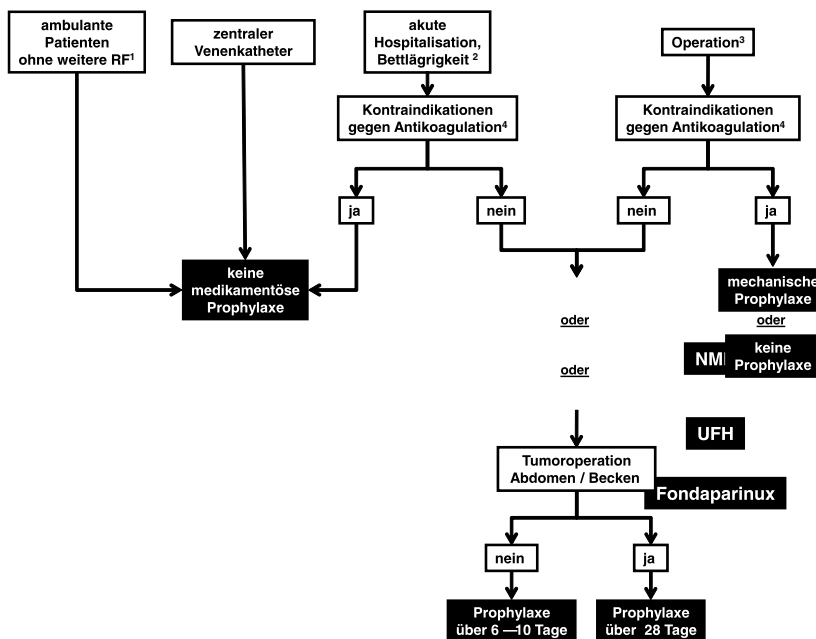 ambulante
Patienten
ohne weitere RF¹
zentraler
Venenkatheter
akute
Hospitalisation,
Bettlägrigkeit ²
Operation³
Kontraindikationen
gegen Antikoagulation⁴
Kontraindikationen
gegen Antikoagulation⁴
ja
nein
nein
ja
keine
medikamentöse
Prophylaxe
mechanische
Prophylaxe
oder
oder
keine
Prophylaxe
oder
UFH
Tumoroperation
Abdomen / Becken
Fondaparinux
nein
ja
Prophylaxe
über 6 —10 Tage
Prophylaxe
über 28 Tage